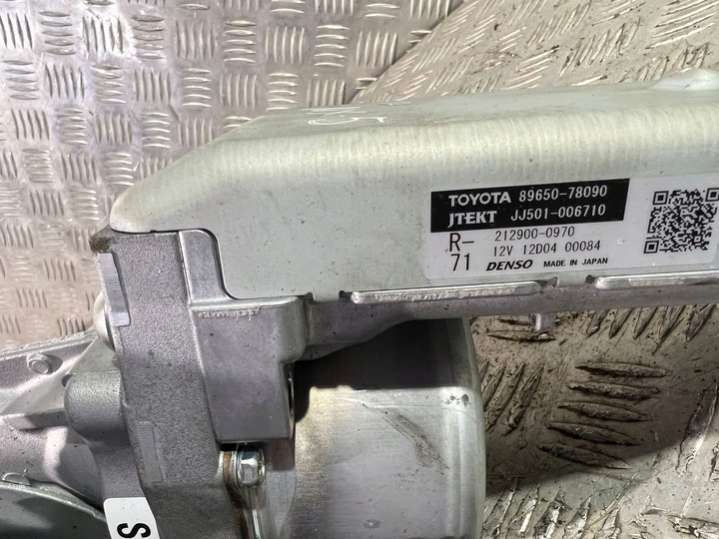 TOYOTA 89650-78090
JTEKT JJ501-006710
R- 212900-0970
71 12V 12D04 00084
DENSO MADE IN JAPAN
S